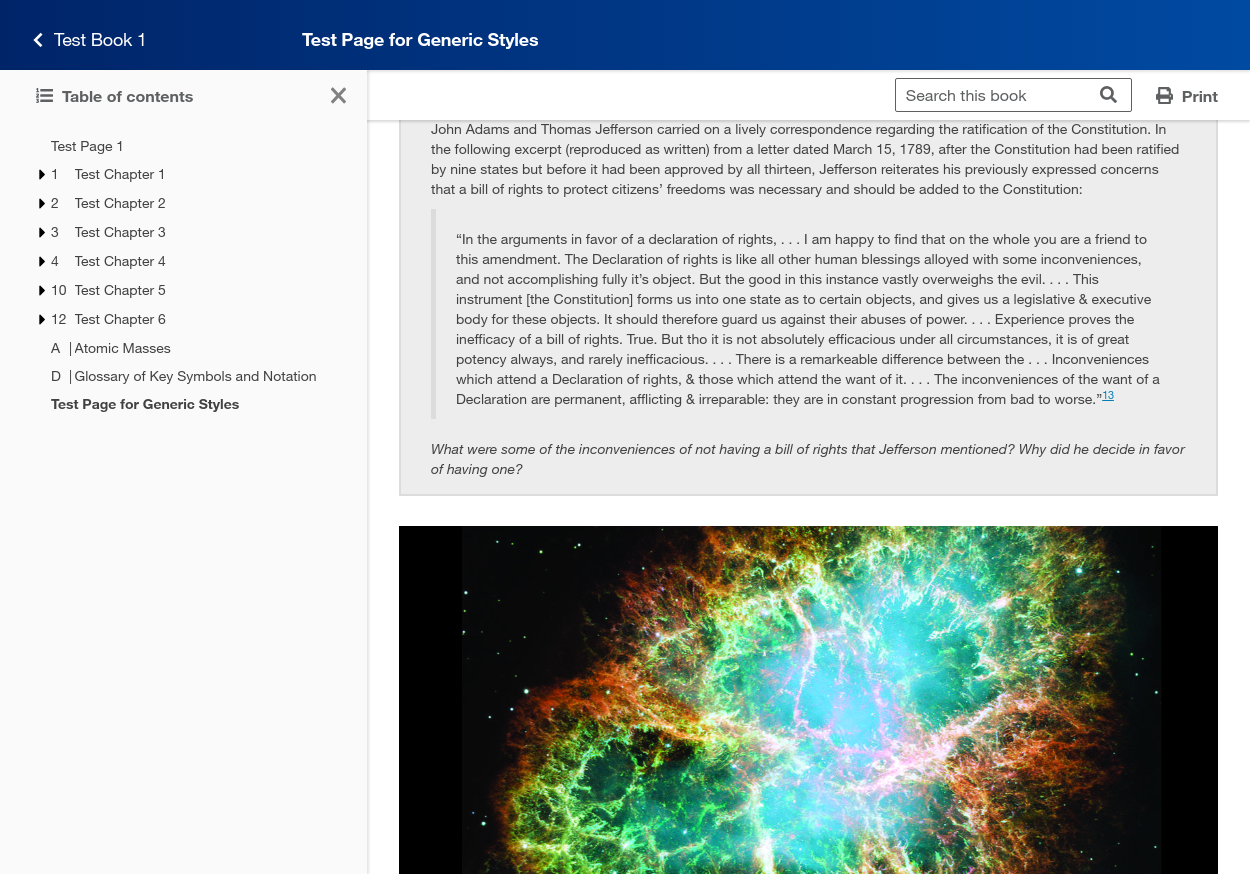 Test Book 1
Test Page for Generic Styles
Table of contents
Search this book
Print
Test Page 1
1 Test Chapter 1
2 Test Chapter 2
3 Test Chapter 3
4 Test Chapter 4
10 Test Chapter 5
12 Test Chapter 6
A | Atomic Masses
D | Glossary of Key Symbols and Notation
Test Page for Generic Styles
John Adams and Thomas Jefferson carried on a lively correspondence regarding the ratification of the Constitution. In
the following excerpt (reproduced as written) from a letter dated March 15, 1789, after the Constitution had been ratified
by nine states but before it had been approved by all thirteen, Jefferson reiterates his previously expressed concerns
that a bill of rights to protect citizens’ freedoms was necessary and should be added to the Constitution:
“In the arguments in favor of a declaration of rights, . . . I am happy to find that on the whole you are a friend to
this amendment. The Declaration of rights is like all other human blessings alloyed with some inconveniences,
and not accomplishing fully it’s object. But the good in this instance vastly overweighs the evil. . . . This
instrument [the Constitution] forms us into one state as to certain objects, and gives us a legislative & executive
body for these objects. It should therefore guard us against their abuses of power. . . . Experience proves the
inefficacy of a bill of rights. True. But tho it is not absolutely efficacious under all circumstances, it is of great
potency always, and rarely inefficacious. . . . There is a remarkeable difference between the . . . Inconveniences
which attend a Declaration of rights, & those which attend the want of it. . . . The inconveniences of the want of a
Declaration are permanent, afflicting & irreparable: they are in constant progression from bad to worse.”13
What were some of the inconveniences of not having a bill of rights that Jefferson mentioned? Why did he decide in favor
of having one?